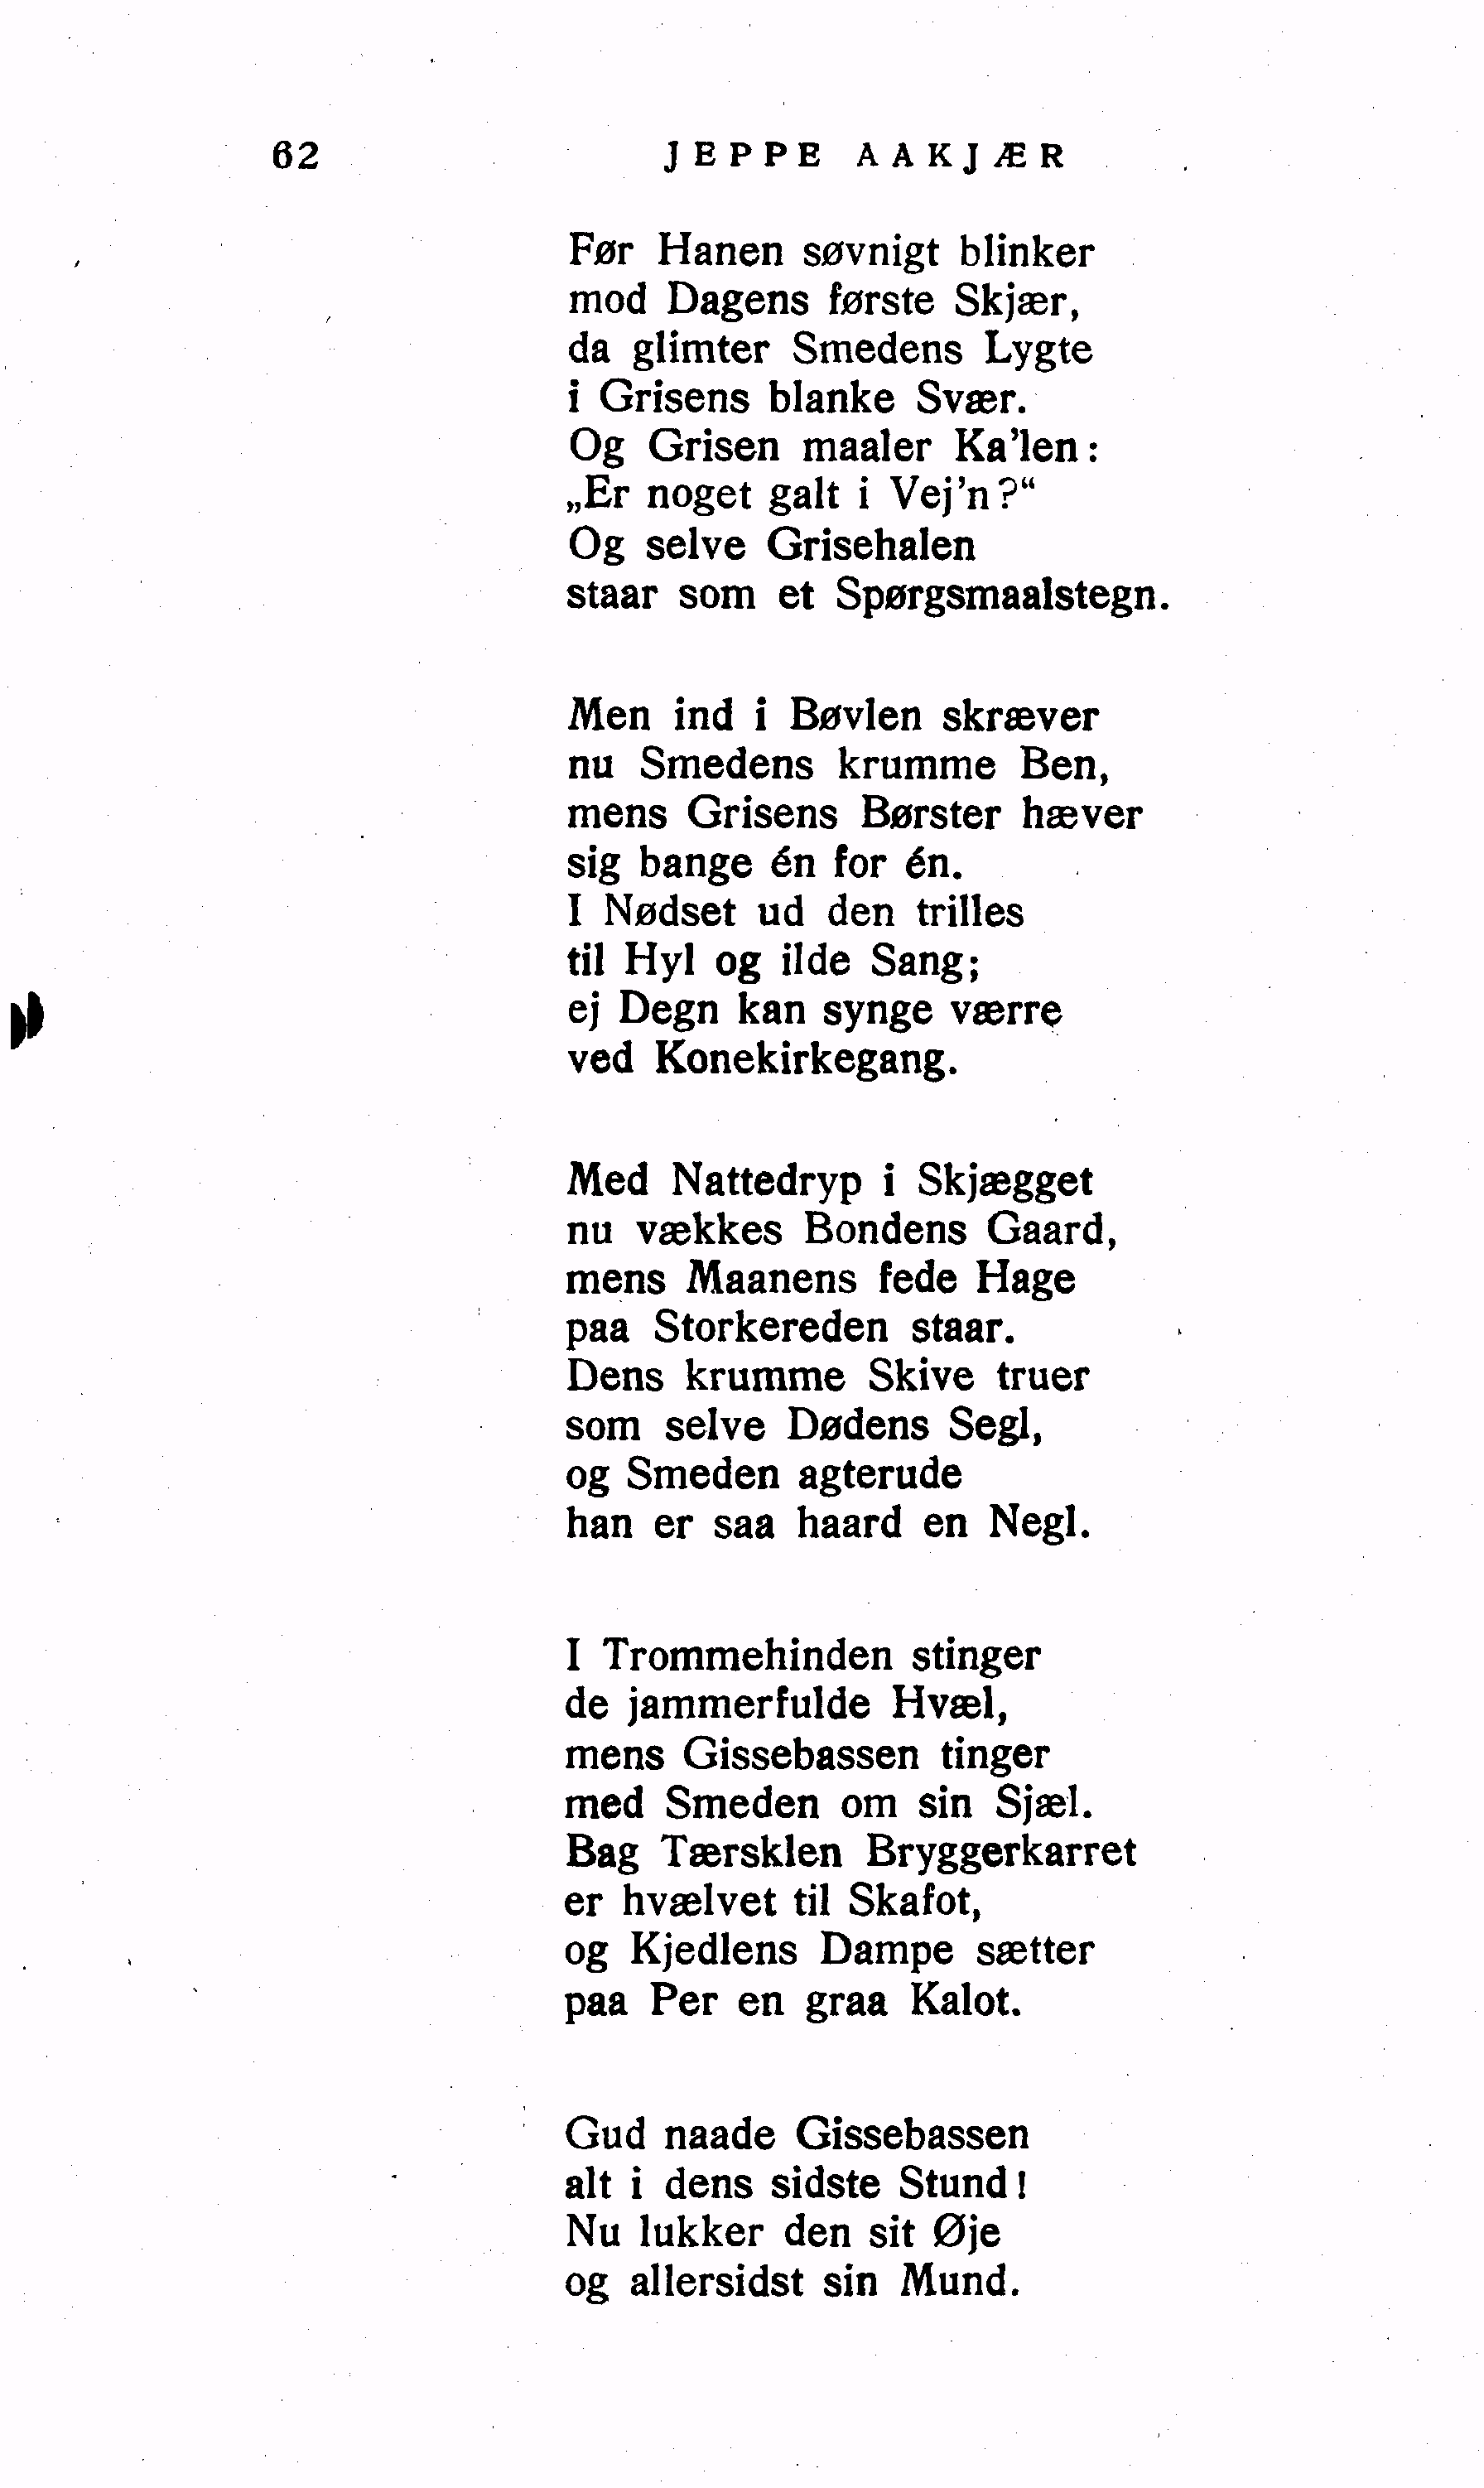 62 JEPPE AAKJÆR
Før Hanen søvnigt blinker
mod Dagens første Skjær,
da glimter Smedens Lygte
i Grisens blanke Svær.
Og Grisen maaler Ka'len:
„Er noget galt i Vej'n?“
Og selve Grisehalen
staar som et Spørgsmaalstegn.
Men ind i Bøvlen skræver
nu Smedens krumme Ben,
mens Grisens Børster hæver
sig bange én for én.
I Nødset ud den trilles
til Hyl og ilde Sang;
ej Degn kan synge værre
ved Konekirkegang.
Med Nattedryp i Skjægget
nu vækkes Bondens Gaard,
mens Maanens fede Hage
paa Storkereden staar.
Dens krumme Skive truer
som selve Dødens Segl,
og Smeden agterude
han er saa haard en Negl.
I Trommehinden stinger
de jammerfulde Hvæl,
mens Gissebassen tinger
med Smeden om sin Sjæl.
Bag Tærsklen Bryggerkarret
er hvælvet til Skafot,
og Kjedlens Dampe sætter
paa Per en graa Kalot.
Gud naade Gissebassen
alt i dens sidste Stund!
Nu lukker den sit Øje
og allersidst sin Mund.